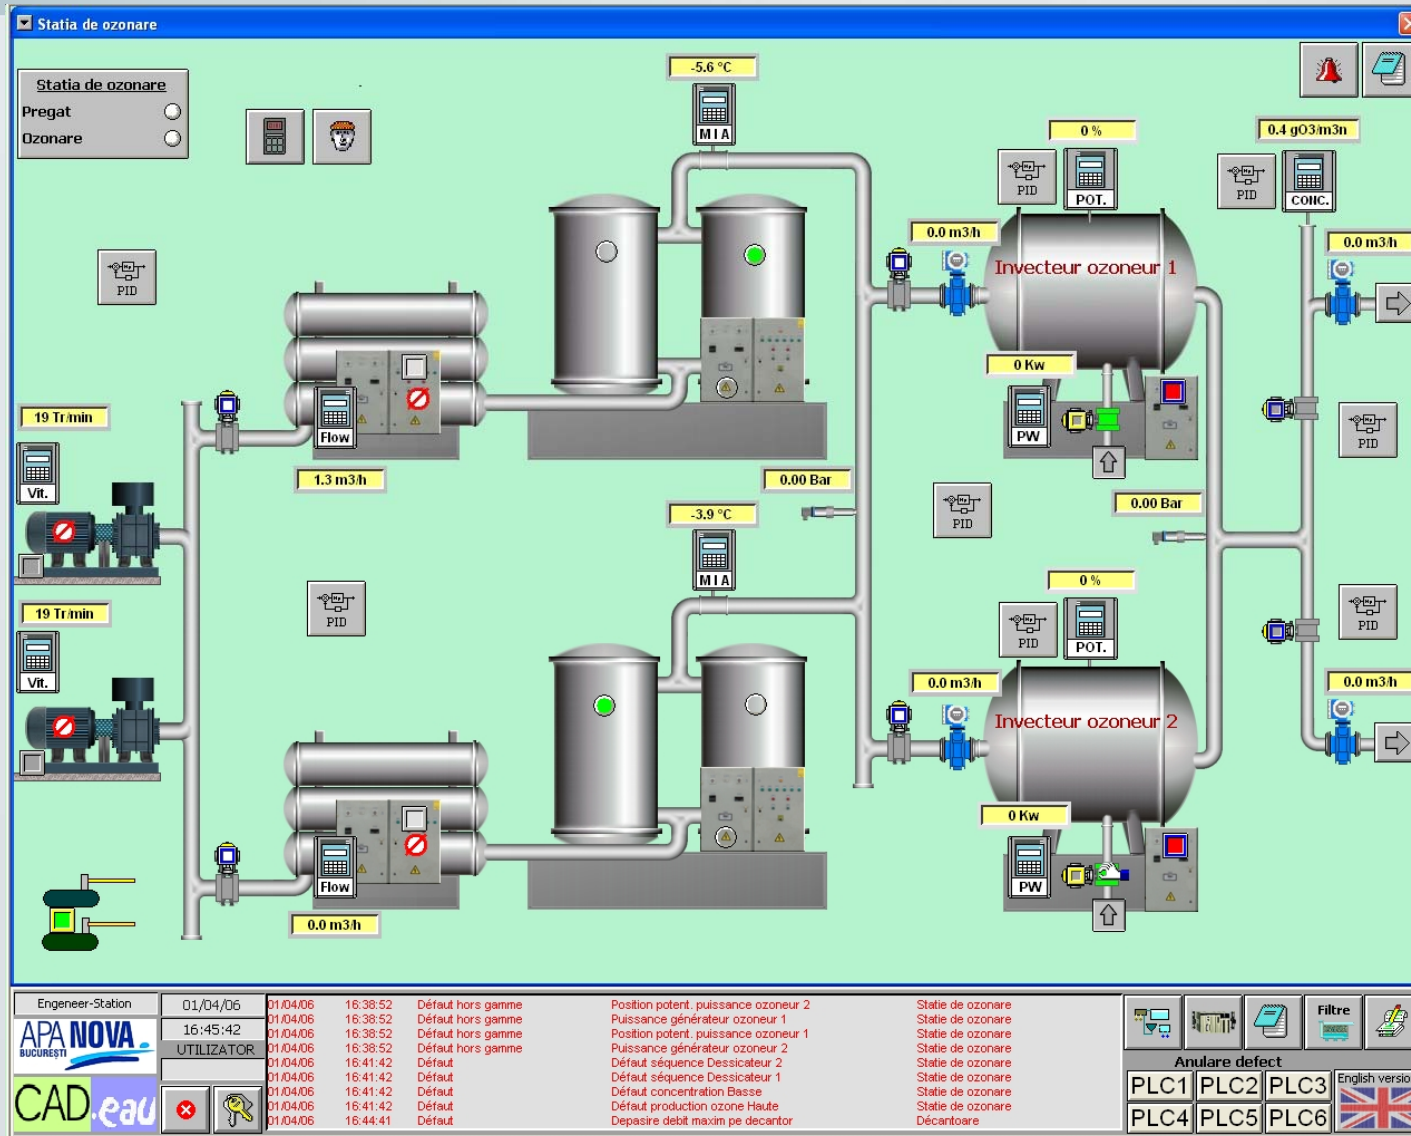 Statia de ozonare
-5.6 °C
Statia de ozonare
Pregat
Ozonare
MIA
0 %
0.4 gO3/m3n
PID
POT.
PID
CONC.
0.0 m3/h
0.0 m3/h
PID
Invecteur ozoneur 1
0 Kw
19 Tr/min
Flow
PW
PID
1.3 m3/h
0.00 Bar
Vit.
0.00 Bar
-3.9 °C
PID
MIA
0 %
19 Tr/min
PID
PID
PID
POT.
Vit.
0.0 m3/h
0.0 m3/h
Invecteur ozoneur 2
0 Kw
Flow
PW
0.0 m3/h
Engeneer-Station
APA NOVA
BUCUREŞTI
CAD.eau
01/04/06
16:45:42
UTILIZATOR
01/04/06 16:38:52 Défaut hors gamme Position potent. puissance ozoneur 2 Statie de ozonare
01/04/06 16:38:52 Défaut hors gamme Puissance générateur ozoneur 1 Statie de ozonare
01/04/06 16:38:52 Défaut hors gamme Position potent. puissance ozoneur 1 Statie de ozonare
01/04/06 16:38:52 Défaut hors gamme Puissance générateur ozoneur 2 Statie de ozonare
01/04/06 16:41:42 Défaut Défaut séquence Dessicateur 2 Statie de ozonare
01/04/06 16:41:42 Défaut Défaut séquence Dessicateur 1 Statie de ozonare
01/04/06 16:41:42 Défaut Défaut concentration Basse Statie de ozonare
01/04/06 16:41:42 Défaut Défaut production ozone Haute Statie de ozonare
01/04/06 16:44:41 Défaut Depasire debit maxim pe decantor Décantoare
Filtre
Anulare defect
PLC1 PLC2 PLC3
PLC4 PLC5 PLC6
English versio